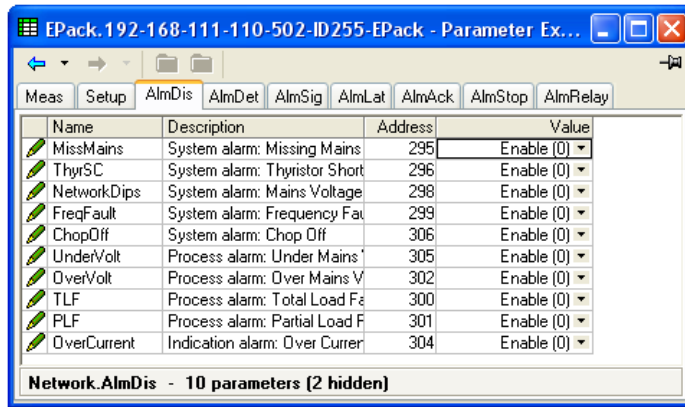 EPack.192-168-111-110-502-ID255-EPack - Parameter Ex...
Meas Setup AlmDis AlmDet AlmSig AlmLat AlmAck AlmStop AlmRelay
Name Description Address Value
MissMains System alarm: Missing Mains 295 Enable (0)
ThyrSC System alarm: Thyristor Short 296 Enable (0)
NetworkDips System alarm: Mains Voltage 298 Enable (0)
FreqFault System alarm: Frequency Fau 299 Enable (0)
ChopOff System alarm: Chop Off 306 Enable (0)
UnderVolt Process alarm: Under Mains 305 Enable (0)
OverVolt Process alarm: Over Mains V 302 Enable (0)
TLF Process alarm: Total Load Fa 300 Enable (0)
PLF Process alarm: Partial Load F 301 Enable (0)
OverCurrent Indication alarm: Over Curren 304 Enable (0)
Network.AlmDis - 10 parameters (2 hidden)